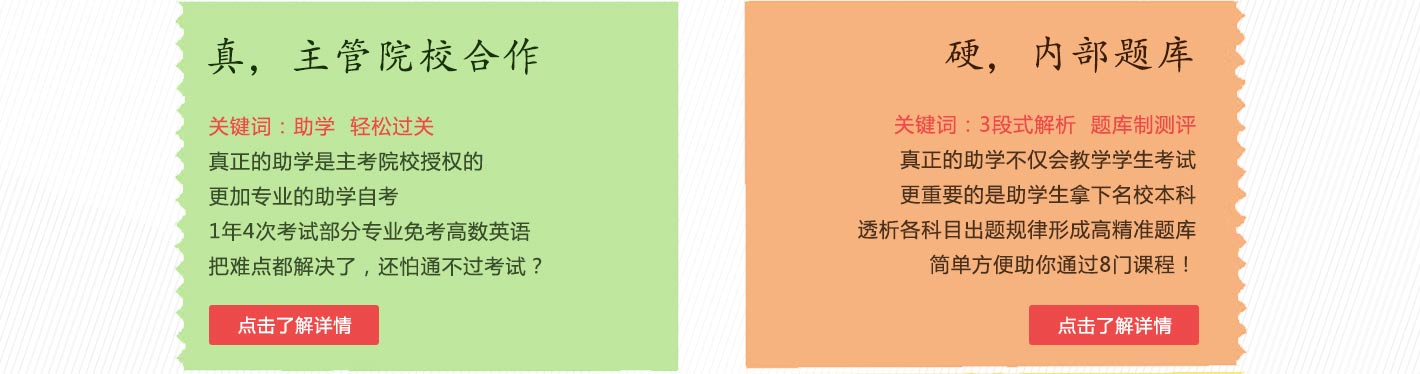 真，主管院校合作
关键词：助学 轻松过关
真正的助学是主考院校授权的
更加专业的助学自考
1年4次考试部分专业免考高数英语
把难点都解决了，还怕通不过考试？
点击了解详情
硬，内部题库
关键词：3段式解析 题库制测评
真正的助学不仅会教学学生考试
更重要的是助学生拿下名校本科
透析各科目出题规律形成高精准题库
简单方便助你通过8门课程！
点击了解详情